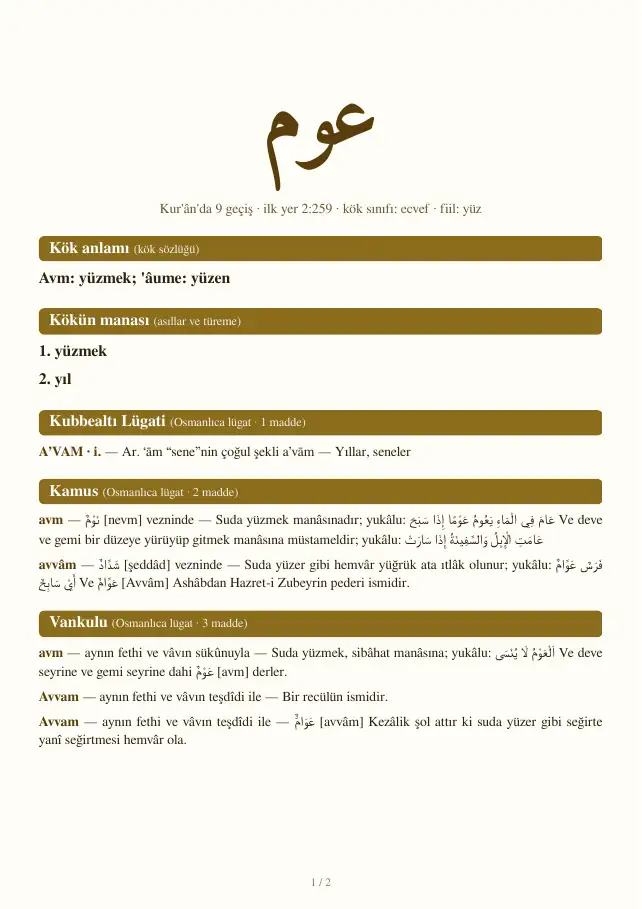 عوم
Kur'ân'da 9 geçiş · ilk yer 2:259 · kök sınıfı: ecvef · fiil: yüz
Kök anlamı (kök sözlüğü)
Avm: yüzmek; 'âume: yüzen
Kökün manası (asıllar ve türeme)
1. yüzmek
2. yıl
Kubbealtı Lügati (Osmanlıca lügat · 1 madde)
A’VAM · i. — Ar. ‘ām “sene”nin çoğul şekli a’vām — Yıllar, seneler
Kamus (Osmanlıca lügat · 2 madde)
avm — نَوْمٌ [nevm] vezninde — Suda yüzmek manâsınadır; yukâlu: عَامَ فِي الْمَاءِ يَعُومُ عَوْمًا إِذَا سَبَحَ Ve deve
ve gemi bir düzeye yürüyüp gitmek manâsına müstameldir; yukâlu: عَامَتِ الْإِبِلُ وَالسَّفِينَةُ إِذَا سَارَتْ
avvâm — شَدَّادٌ [şeddâd] vezninde — Suda yüzer gibi hemvâr yüğrük ata ıtlâk olunur; yukâlu: فَرَسٌ عَوَّامٌ
أَيْ سَابِحٌ Ve عَوَّامٌ [Avvâm] Ashâbdan Hazret-i Zubeyrin pederi ismidir.
Vankulu (Osmanlıca lügat · 3 madde)
avm — aynın fethi ve vâvın sükûnuyla — Suda yüzmek, sibâhat manâsına; yukâlu: اَلْعَوْمُ لَا يُنْسَى Ve deve
seyrine ve gemi seyrine dahi عَوْمٌ [avm] derler.
Avvam — aynın fethi ve vâvın teşdîdi ile — Bir recülün ismidir.
Avvam — aynın fethi ve vâvın teşdîdi ile — عَوَّامٌ [avvâm] Kezâlik şol attır ki suda yüzer gibi seğirte
yanî seğirtmesi hemvâr ola.
1 / 2